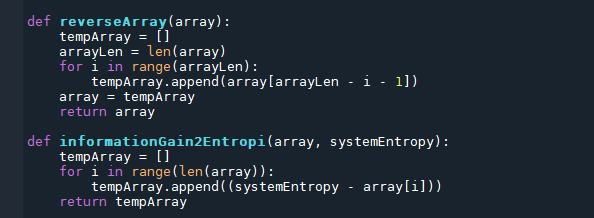 def reverseArray(array):
    tempArray = []
    arrayLen = len(array)
    for i in range(arrayLen):
        tempArray.append(array[arrayLen - i - 1])
    array = tempArray
    return array

def informationGain2Entropi(array, systemEntropy):
    tempArray = []
    for i in range(len(array)):
        tempArray.append((systemEntropy - array[i]))
    return tempArray